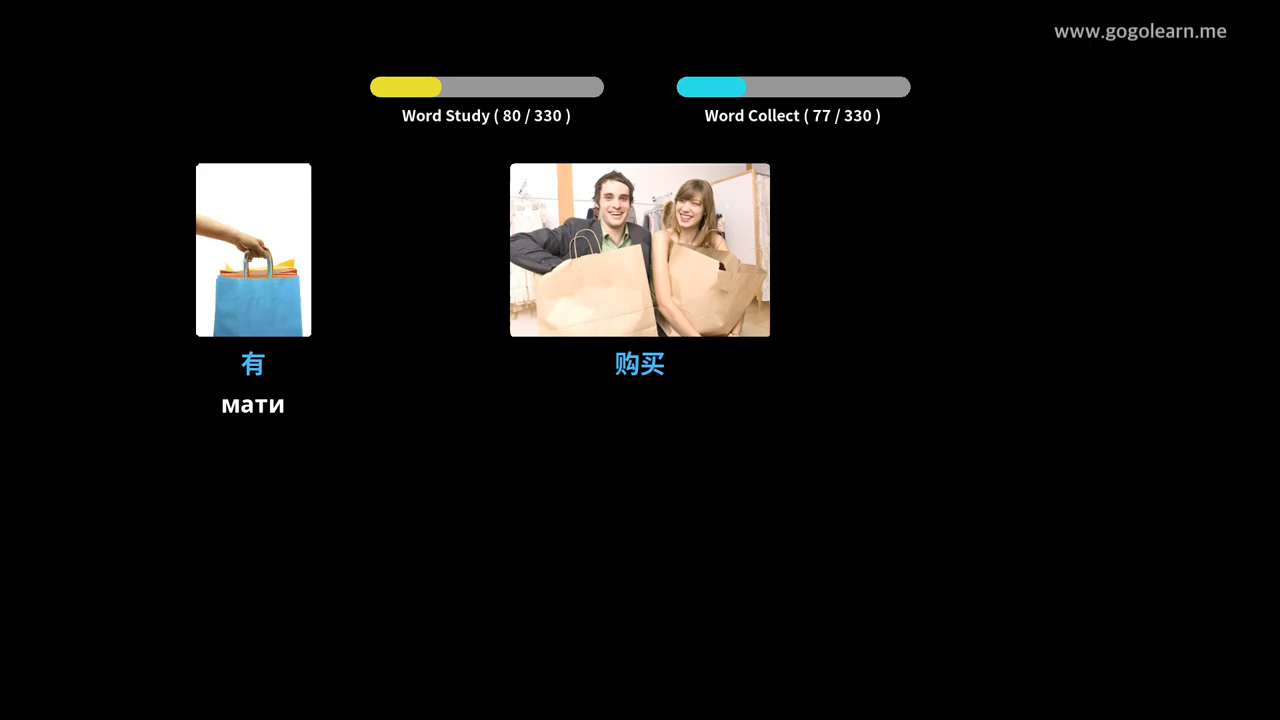 www.gogolearn.me
Word Study ( 80 / 330 )
Word Collect ( 77 / 330 )
有
购买
мати